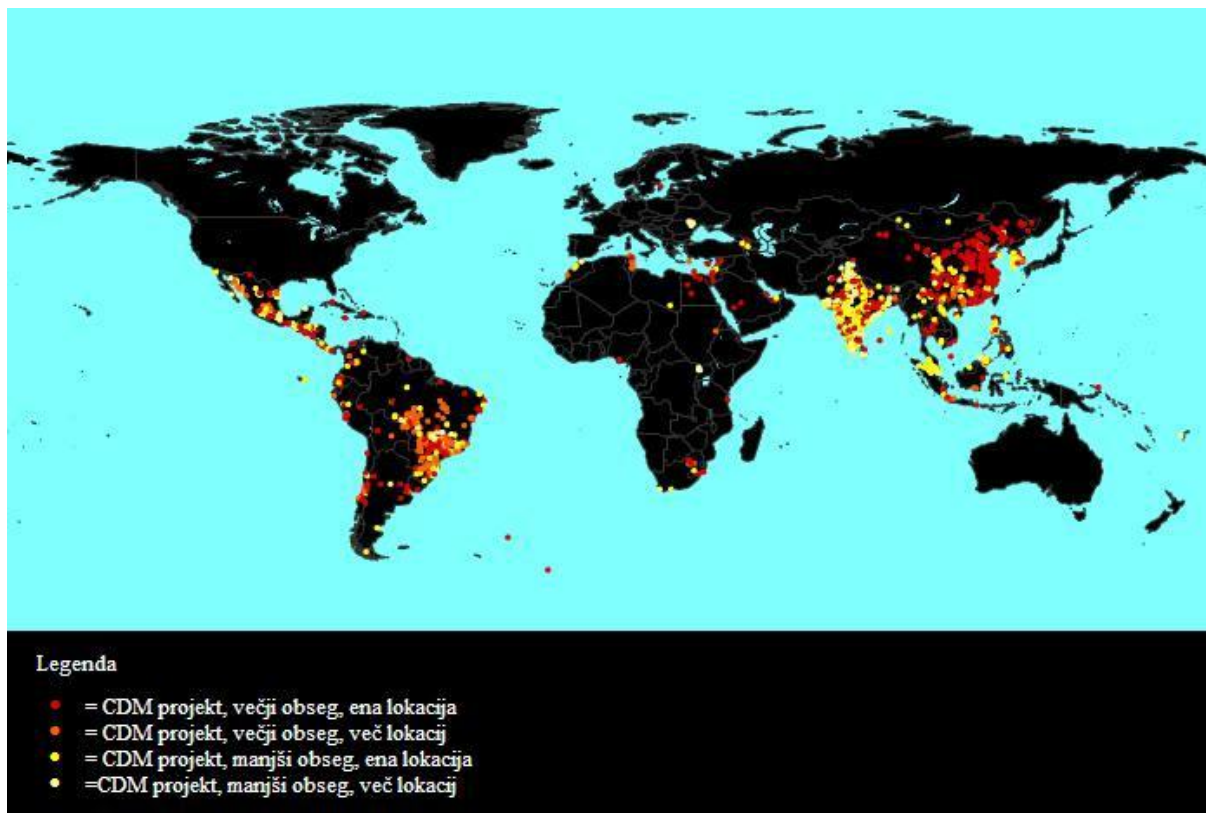 Legenda
= CDM projekt, večji obseg, ena lokacija
= CDM projekt, večji obseg, več lokacij
= CDM projekt, manjši obseg, ena lokacija
=CDM projekt, manjši obseg, več lokacij